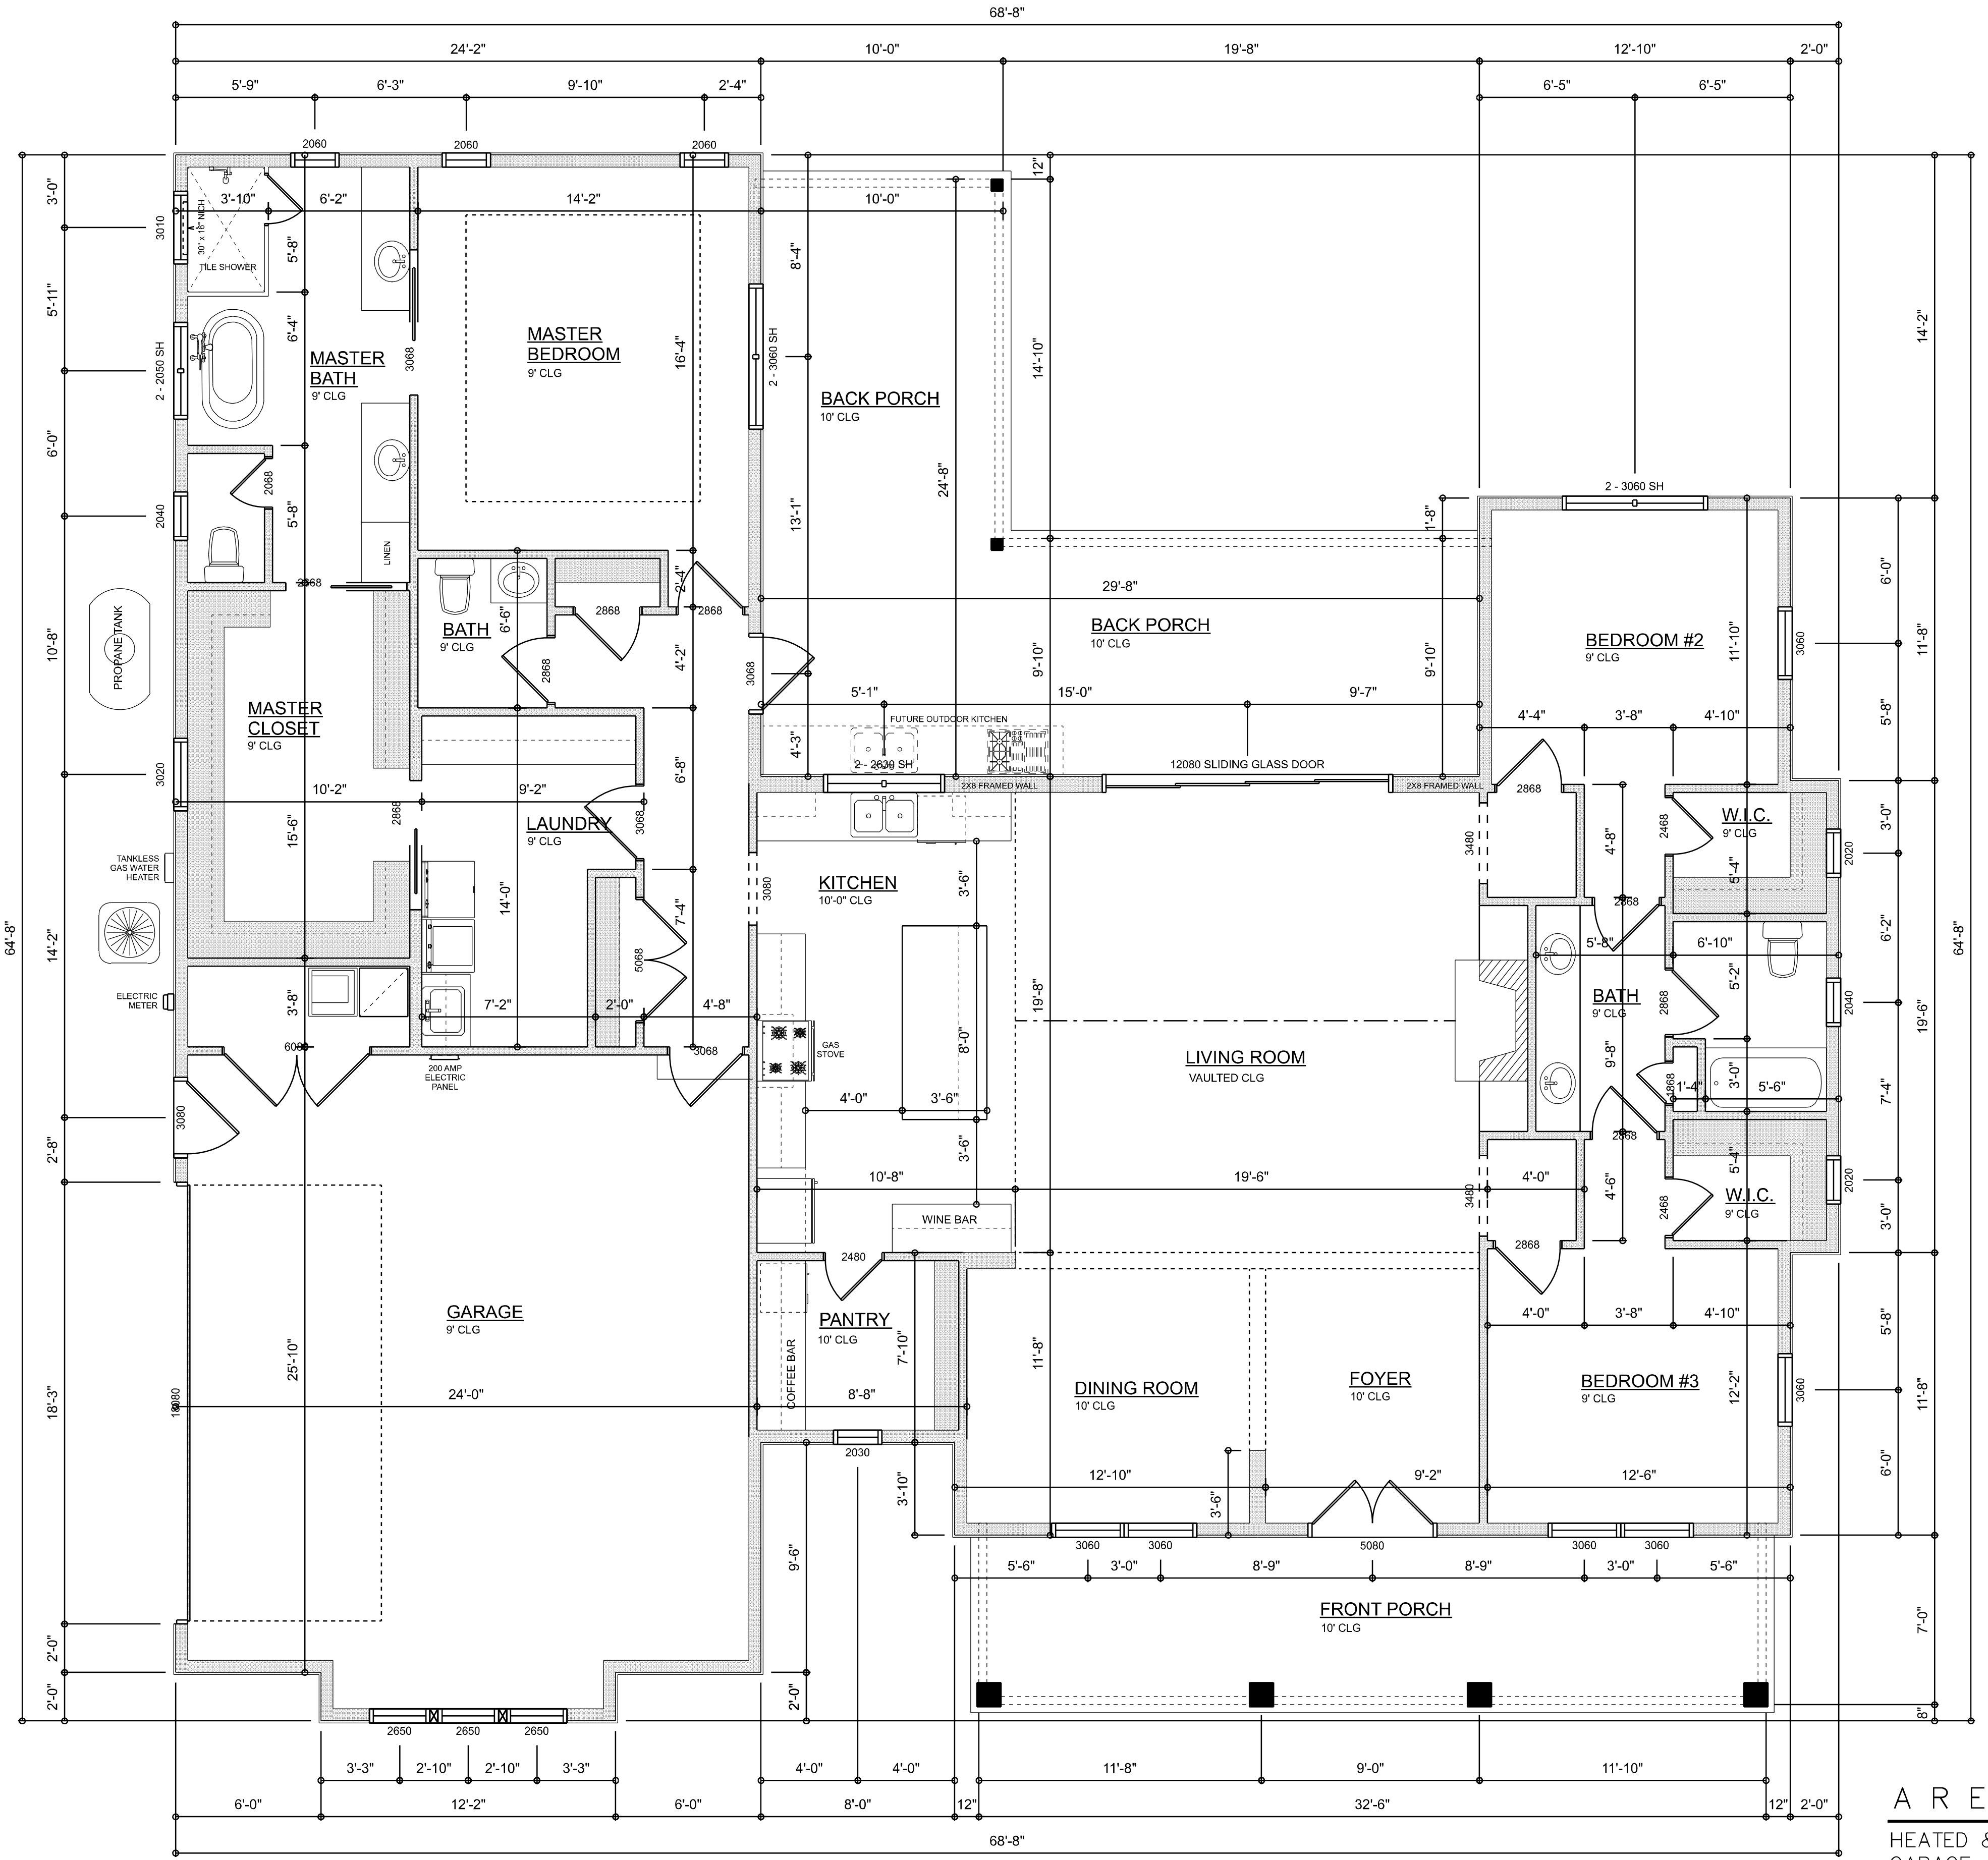 68'-8"
24'-2" 10'-0" 19'-8" 12'-10" 2'-0"
5'-9" 6'-3" 9'-10" 2'-4" 6'-5" 6'-5"
2060 2060 2060
3'-0"
5'-11"
6'-0"
10'-8"
14'-2"
2'-8"
18'-3"
2'-0"
2'-0"
64'-8"
3010
2 - 2050 SH
2040
3020
3080
30" x 16" NICH
TILE SHOWER
3'-10" 6'-2" 14'-2" 10'-0"
5'-8"
6'-4"
5'-8"
MASTER
BATH
9' CLG
3068
2068
LINEN
2868
MASTER
BEDROOM
9' CLG
16'-4"
2 - 3060 SH
8'-4"
13'-1"
4'-3"
12"
14'-10"
24'-8"
9'-10"
BACK PORCH
10' CLG
29'-8"
BACK PORCH
10' CLG
1'-8"
9'-10"
5'-1" 15'-0" 9'-7"
FUTURE OUTDOOR KITCHEN
2 - 2630 SH
2X8 FRAMED WALL
12080 SLIDING GLASS DOOR
2X8 FRAMED WALL
PROPANE TANK
TANKLESS
GAS WATER
HEATER
ELECTRIC
METER
BATH
9' CLG
6'-6"
2'-4"
2868
2868
2868
4'-2"
3068
MASTER
CLOSET
9' CLG
10'-2" 9'-2"
15'-6"
2868
LAUNDRY
9' CLG
3068
6'-8"
14'-0"
7'-4"
5068
7'-2" 2'-0" 4'-8"
3'-8"
6080
3068
200 AMP
ELECTRIC
PANEL
3080
KITCHEN
10'-0" CLG
3'-6"
8'-0"
GAS
STOVE
4'-0" 3'-6"
3'-6"
19'-8"
10'-8" 19'-6" 4'-0"
WINE BAR
LIVING ROOM
VAULTED CLG
2 - 3060 SH
BEDROOM #2
9' CLG
11'-10"
3060
4'-4" 3'-8" 4'-10"
2868
3480
4'-8"
2468
W.I.C.
9' CLG
5'-4"
2020
2868
5'-8" 6'-10"
BATH
9' CLG
2868
5'-2"
2040
9'-8"
1868
1'-4"
3'-0"
5'-6"
2868
5'-4"
4'-6"
3480
2468
W.I.C.
9' CLG
2020
2868
4'-0" 3'-8" 4'-10"
BEDROOM #3
9' CLG
12'-2"
3060
12'-6"
GARAGE
9' CLG
25'-10"
24'-0"
18080
2480
PANTRY
10' CLG
7'-10"
COFFEE BAR
8'-8"
2030
3'-10"
9'-6"
2'-0"
11'-8"
DINING ROOM
10' CLG
FOYER
10' CLG
12'-10" 9'-2"
3'-6"
3060 3060 5080 3060 3060
5'-6" 3'-0" 8'-9" 8'-9" 3'-0" 5'-6"
FRONT PORCH
10' CLG
14'-2"
6'-0"
11'-8"
5'-8"
3'-0"
6'-2"
19'-6"
7'-4"
3'-0"
5'-8"
11'-8"
6'-0"
7'-0"
8"
64'-8"
2650 2650 2650
3'-3" 2'-10" 2'-10" 3'-3" 4'-0" 4'-0" 11'-8" 9'-0" 11'-10"
6'-0" 12'-2" 6'-0" 8'-0" 12" 32'-6" 12" 2'-0"
68'-8"
A R E
HEATED &